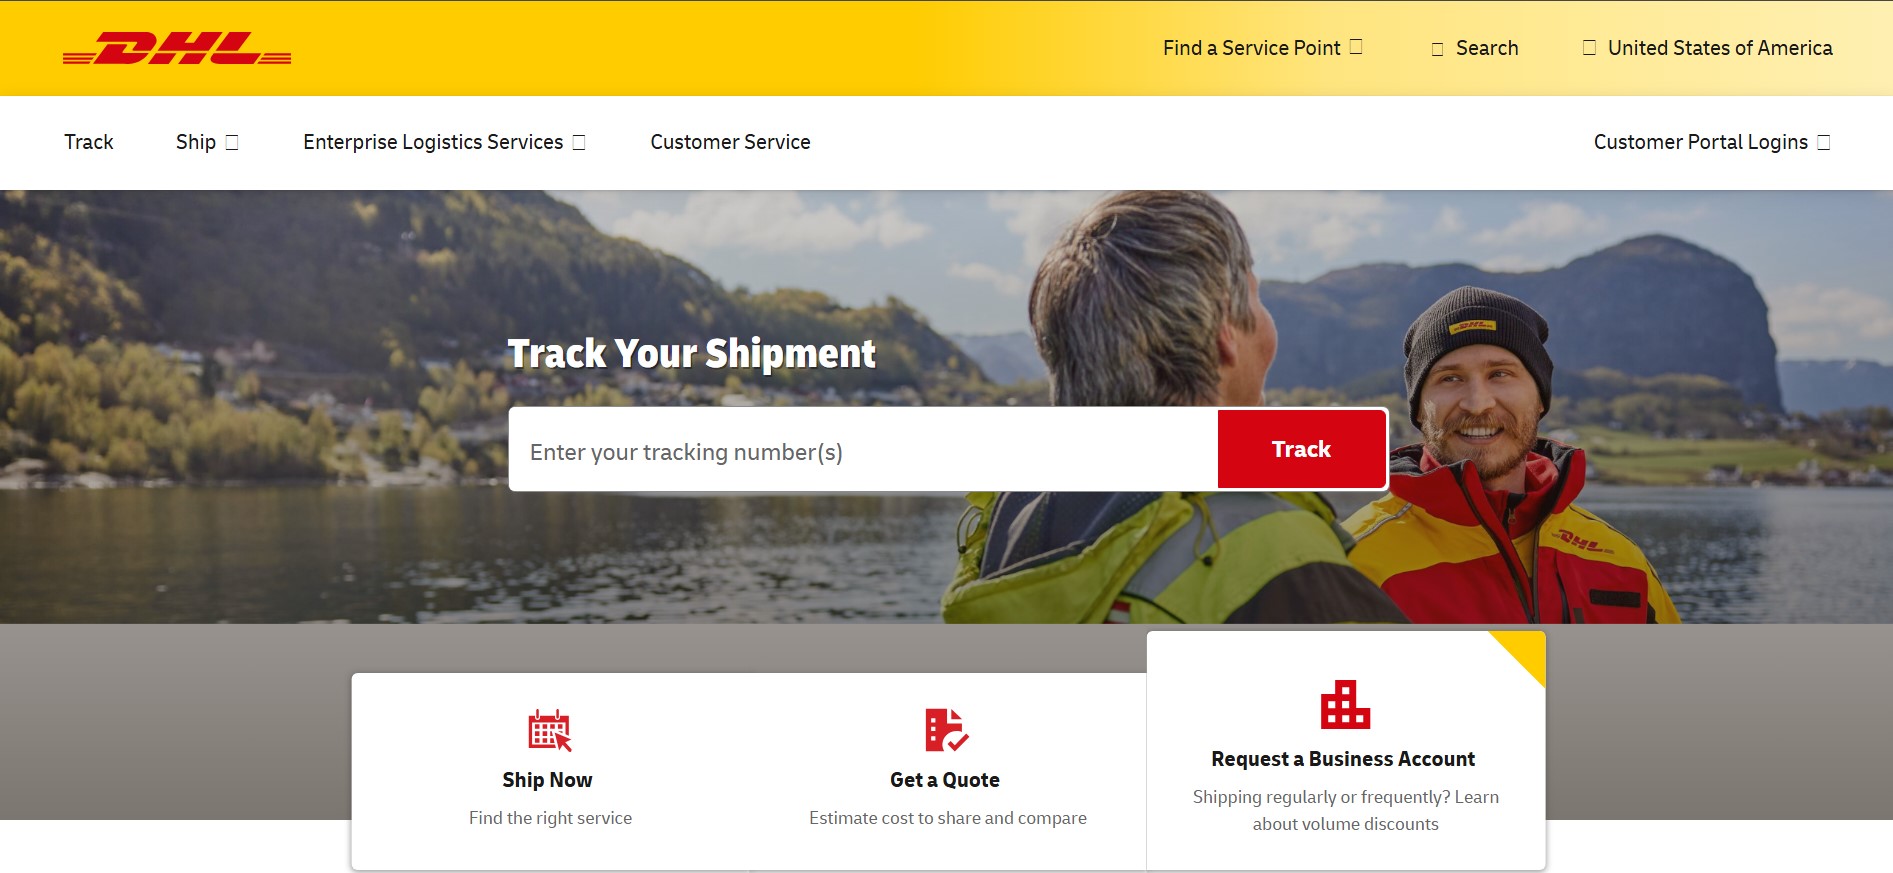 DHL
Find a Service Point
Search
United States of America
Track
Ship
Enterprise Logistics Services
Customer Service
Customer Portal Logins
DHL
Track Your Shipment
Enter your tracking number(s)
Track
DHL
Ship Now
Find the right service
Get a Quote
Estimate cost to share and compare
Request a Business Account
Shipping regularly or frequently? Learn
about volume discounts